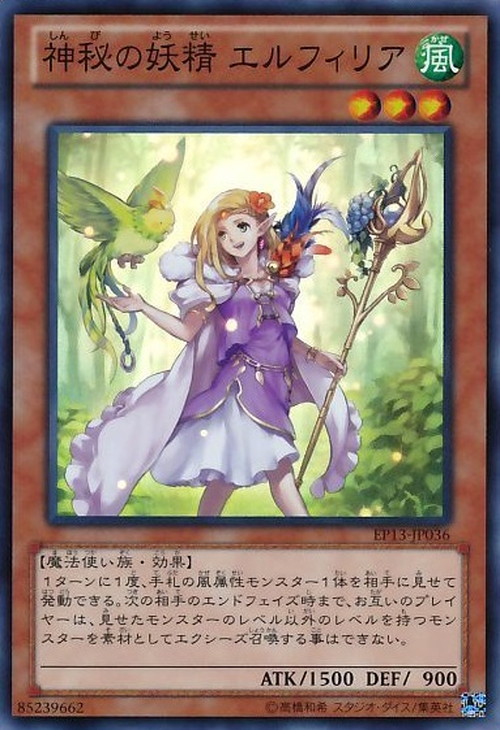 神秘の妖精 エルフィリア
風
EP13-JP036
【魔法使い族・効果】
1ターンに1度、手札の風属性モンスター1体を相手に見せて
発動できる。次の相手のエンドフェイズ時まで、お互いのプレイ
ヤーは、見せたモンスターのレベル以外のレベルを持つモン
スターを素材としてエクシーズ召喚する事はできない。
ATK/1500 DEF/ 900
85239662
©高橋和希 スタジオ・ダイス/集英社